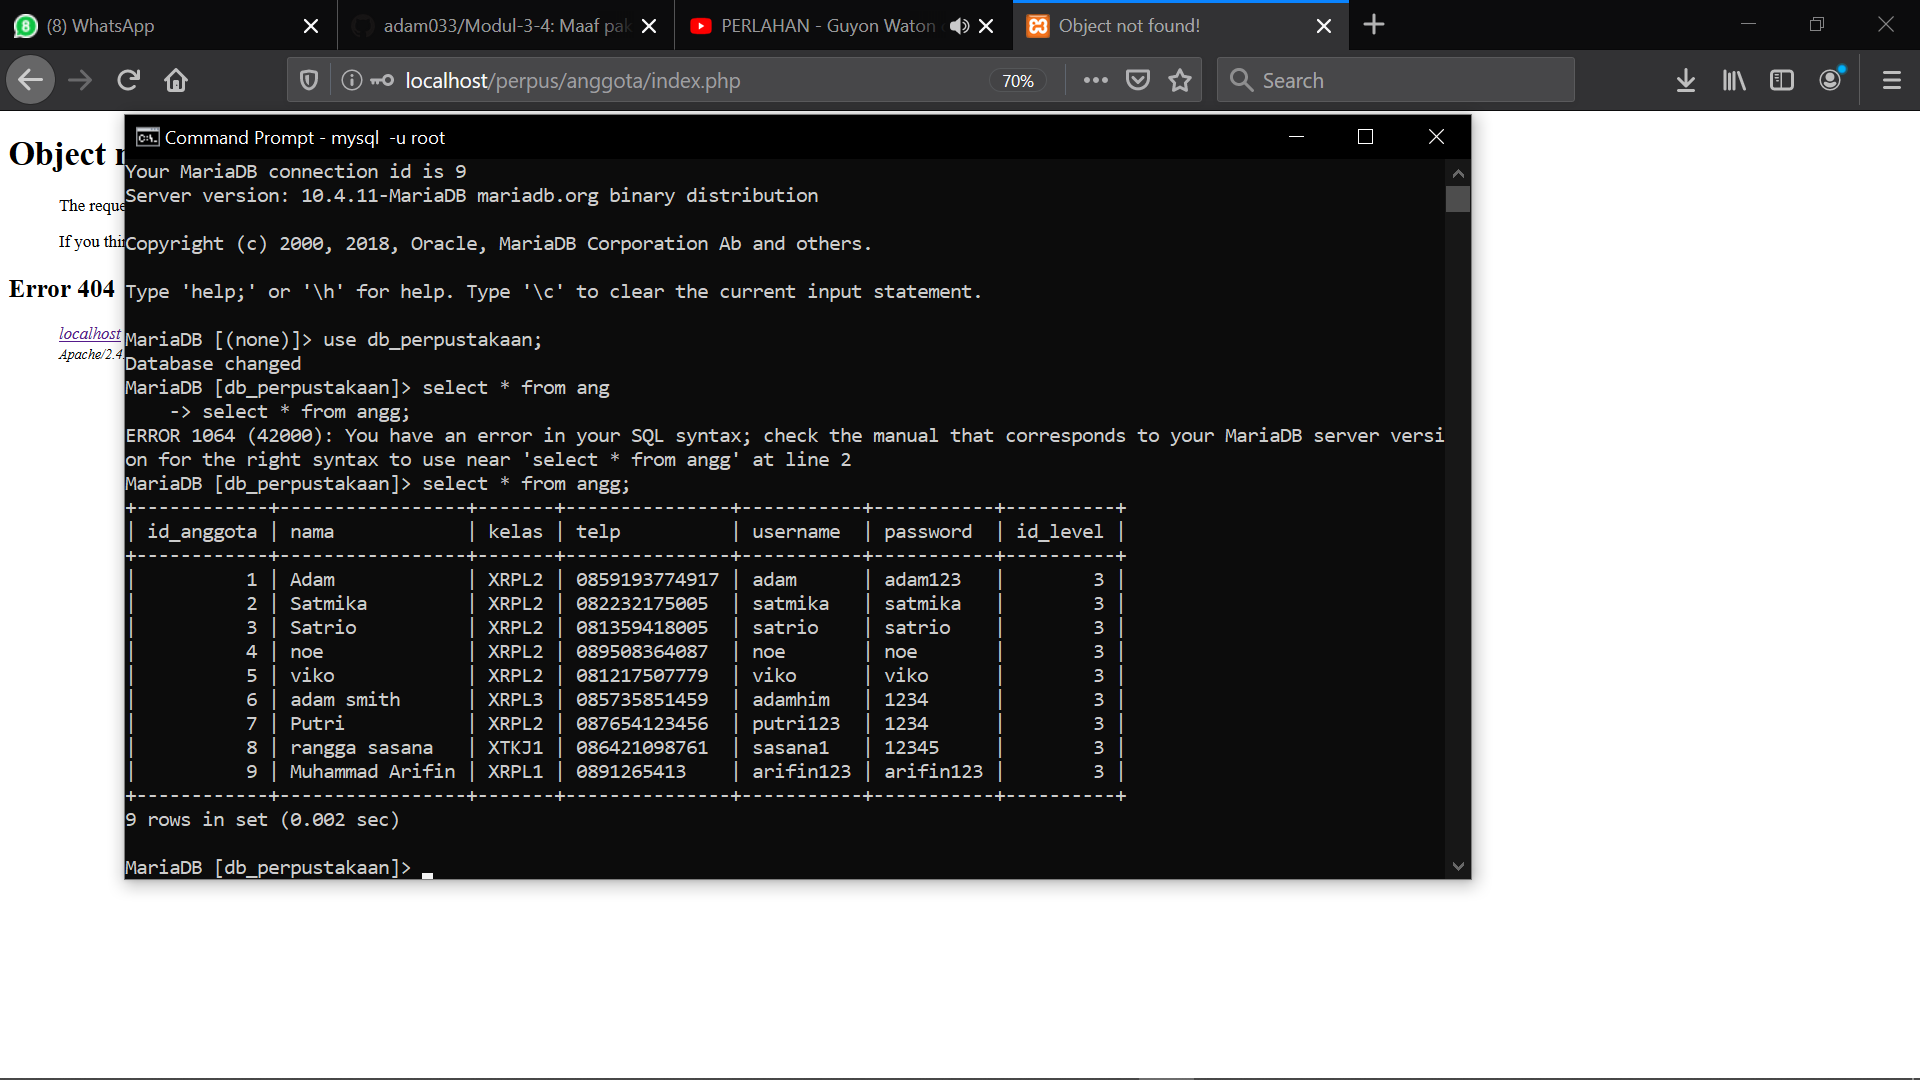 (8) WhatsApp
adam033/Modul-3-4: Maaf pak
PERLAHAN - Guyon Waton
Object not found!
localhost/perpus/anggota/index.php
70%
Search
Object
The reque
If you thi
Error 404
localhost
Apache/2.4.
Command Prompt - mysql  -u root
Your MariaDB connection id is 9
Server version: 10.4.11-MariaDB mariadb.org binary distribution
Copyright (c) 2000, 2018, Oracle, MariaDB Corporation Ab and others.
Type 'help;' or '\h' for help. Type '\c' to clear the current input statement.
MariaDB [(none)]> use db_perpustakaan;
Database changed
MariaDB [db_perpustakaan]> select * from ang
    -> select * from angg;
ERROR 1064 (42000): You have an error in your SQL syntax; check the manual that corresponds to your MariaDB server versi
on for the right syntax to use near 'select * from angg' at line 2
MariaDB [db_perpustakaan]> select * from angg;
+------------+-----------------+-------+---------------+-----------+-----------+----------+
| id_anggota | nama            | kelas | telp          | username  | password  | id_level |
+------------+-----------------+-------+---------------+-----------+-----------+----------+
|          1 | Adam            | XRPL2 | 0859193774917 | adam      | adam123   |        3 |
|          2 | Satmika         | XRPL2 | 082232175005  | satmika   | satmika   |        3 |
|          3 | Satrio          | XRPL2 | 081359418005  | satrio    | satrio    |        3 |
|          4 | noe             | XRPL2 | 089508364087  | noe       | noe       |        3 |
|          5 | viko            | XRPL2 | 081217507779  | viko      | viko      |        3 |
|          6 | adam smith      | XRPL3 | 085735851459  | adamhim   | 1234      |        3 |
|          7 | Putri           | XRPL2 | 087654123456  | putri123  | 1234      |        3 |
|          8 | rangga sasana   | XTKJ1 | 086421098761  | sasana1   | 12345     |        3 |
|          9 | Muhammad Arifin | XRPL1 | 0891265413    | arifin123 | arifin123 |        3 |
+------------+-----------------+-------+---------------+-----------+-----------+----------+
9 rows in set (0.002 sec)
MariaDB [db_perpustakaan]>